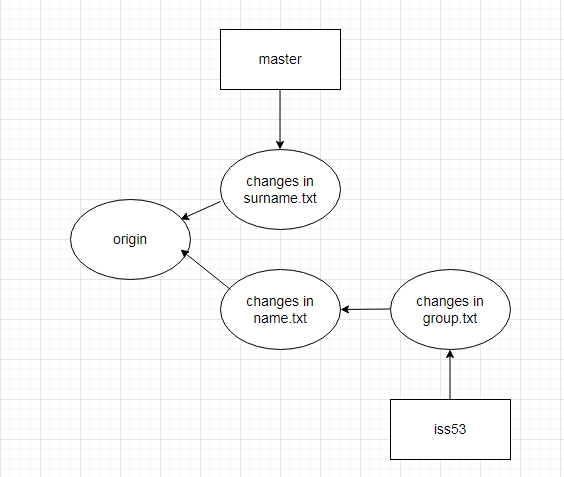 master
changes in
surname.txt
origin
changes in
name.txt
changes in
group.txt
iss53